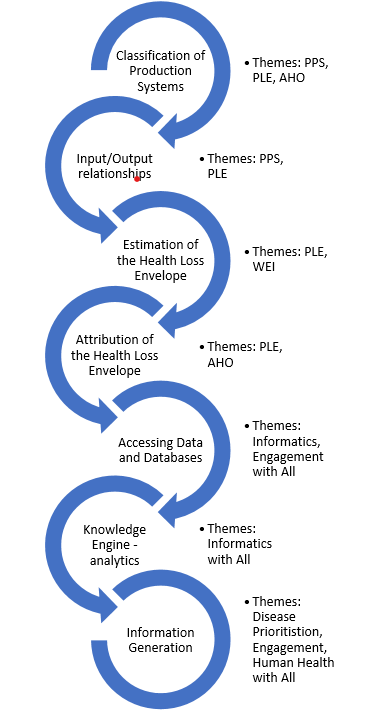 Classification of
Production
Systems
• Themes: PPS,
PLE, AHO
Input/Output
relationships
• Themes: PPS,
PLE
Estimation of
the Health Loss
Envelope
• Themes: PLE,
WEI
Attribution of
the Health Loss
Envelope
• Themes: PLE,
AHO
Accessing Data
and Databases
• Themes:
Informatics,
Engagement
with All
Knowledge
Engine -
analytics
• Themes:
Informatics
with All
Information
Generation
• Themes:
Disease
Prioritistion,
Engagement,
Human Health
with All